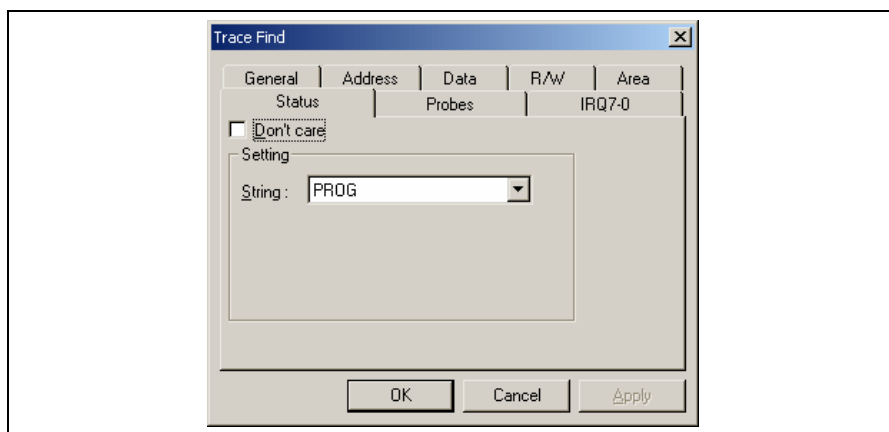 Trace Find
General Address Data R/W Area
Status Probes IRQ7-0
Don't care
Setting
String : PROG
OK Cancel Apply